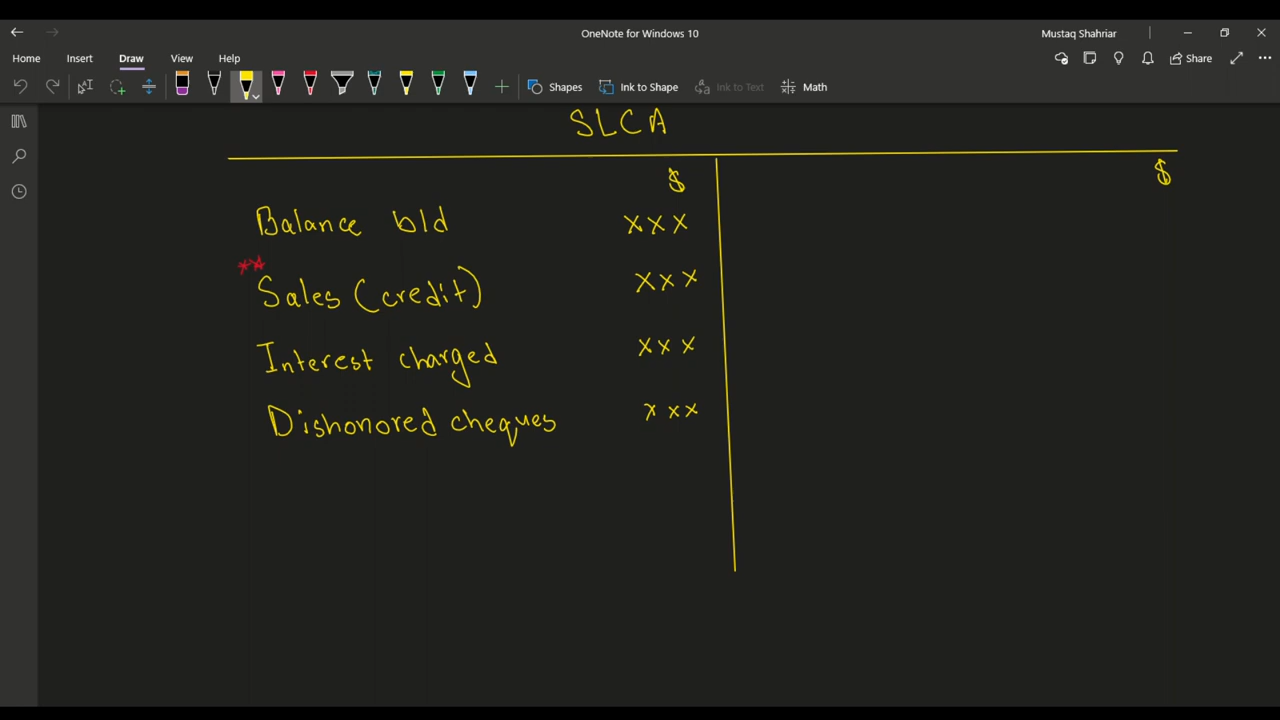 OneNote for Windows 10
Mustaq Shahriar
Home Insert Draw View Help
Share
Shapes Ink to Shape Ink to Text Math
SLCA
$ $
Balance b/d xxx
**
Sales (credit) xxx
Interest charged xxx
Dishonored cheques xxx